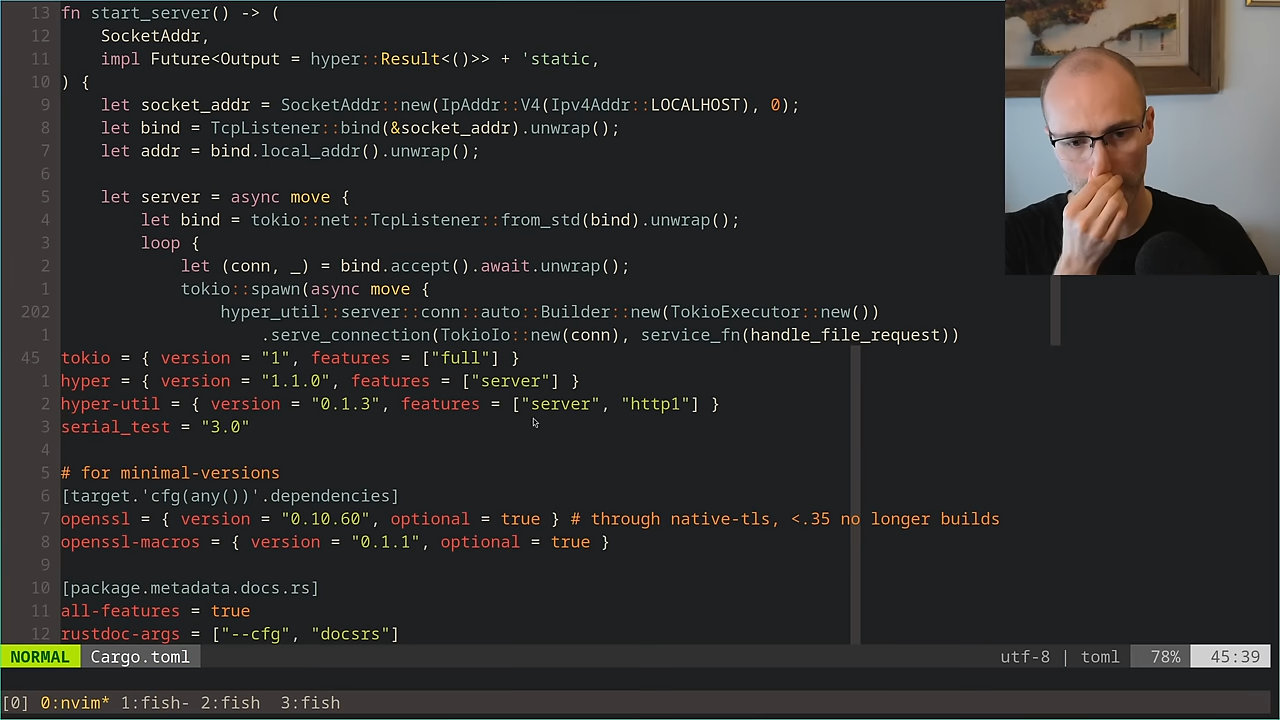 13 fn start_server() -> (
12     SocketAddr,
11     impl Future<Output = hyper::Result<()>> + 'static,
10 ) {
9     let socket_addr = SocketAddr::new(IpAddr::V4(Ipv4Addr::LOCALHOST), 0);
8     let bind = TcpListener::bind(&socket_addr).unwrap();
7     let addr = bind.local_addr().unwrap();
6
5     let server = async move {
4         let bind = tokio::net::TcpListener::from_std(bind).unwrap();
3         loop {
2             let (conn, _) = bind.accept().await.unwrap();
1             tokio::spawn(async move {
202                 hyper_util::server::conn::auto::Builder::new(TokioExecutor::new())
1                     .serve_connection(TokioIo::new(conn), service_fn(handle_file_request))
45 tokio = { version = "1", features = ["full"] }
1 hyper = { version = "1.1.0", features = ["server"] }
2 hyper-util = { version = "0.1.3", features = ["server", "http1"] }
3 serial_test = "3.0"
4
5 # for minimal-versions
6 [target.'cfg(any())'.dependencies]
7 openssl = { version = "0.10.60", optional = true } # through native-tls, <.35 no longer builds
8 openssl-macros = { version = "0.1.1", optional = true }
9
10 [package.metadata.docs.rs]
11 all-features = true
12 rustdoc-args = ["--cfg", "docsrs"]
NORMAL Cargo.toml utf-8 | toml 78% 45:39
[0] 0:nvim* 1:fish- 2:fish  3:fish